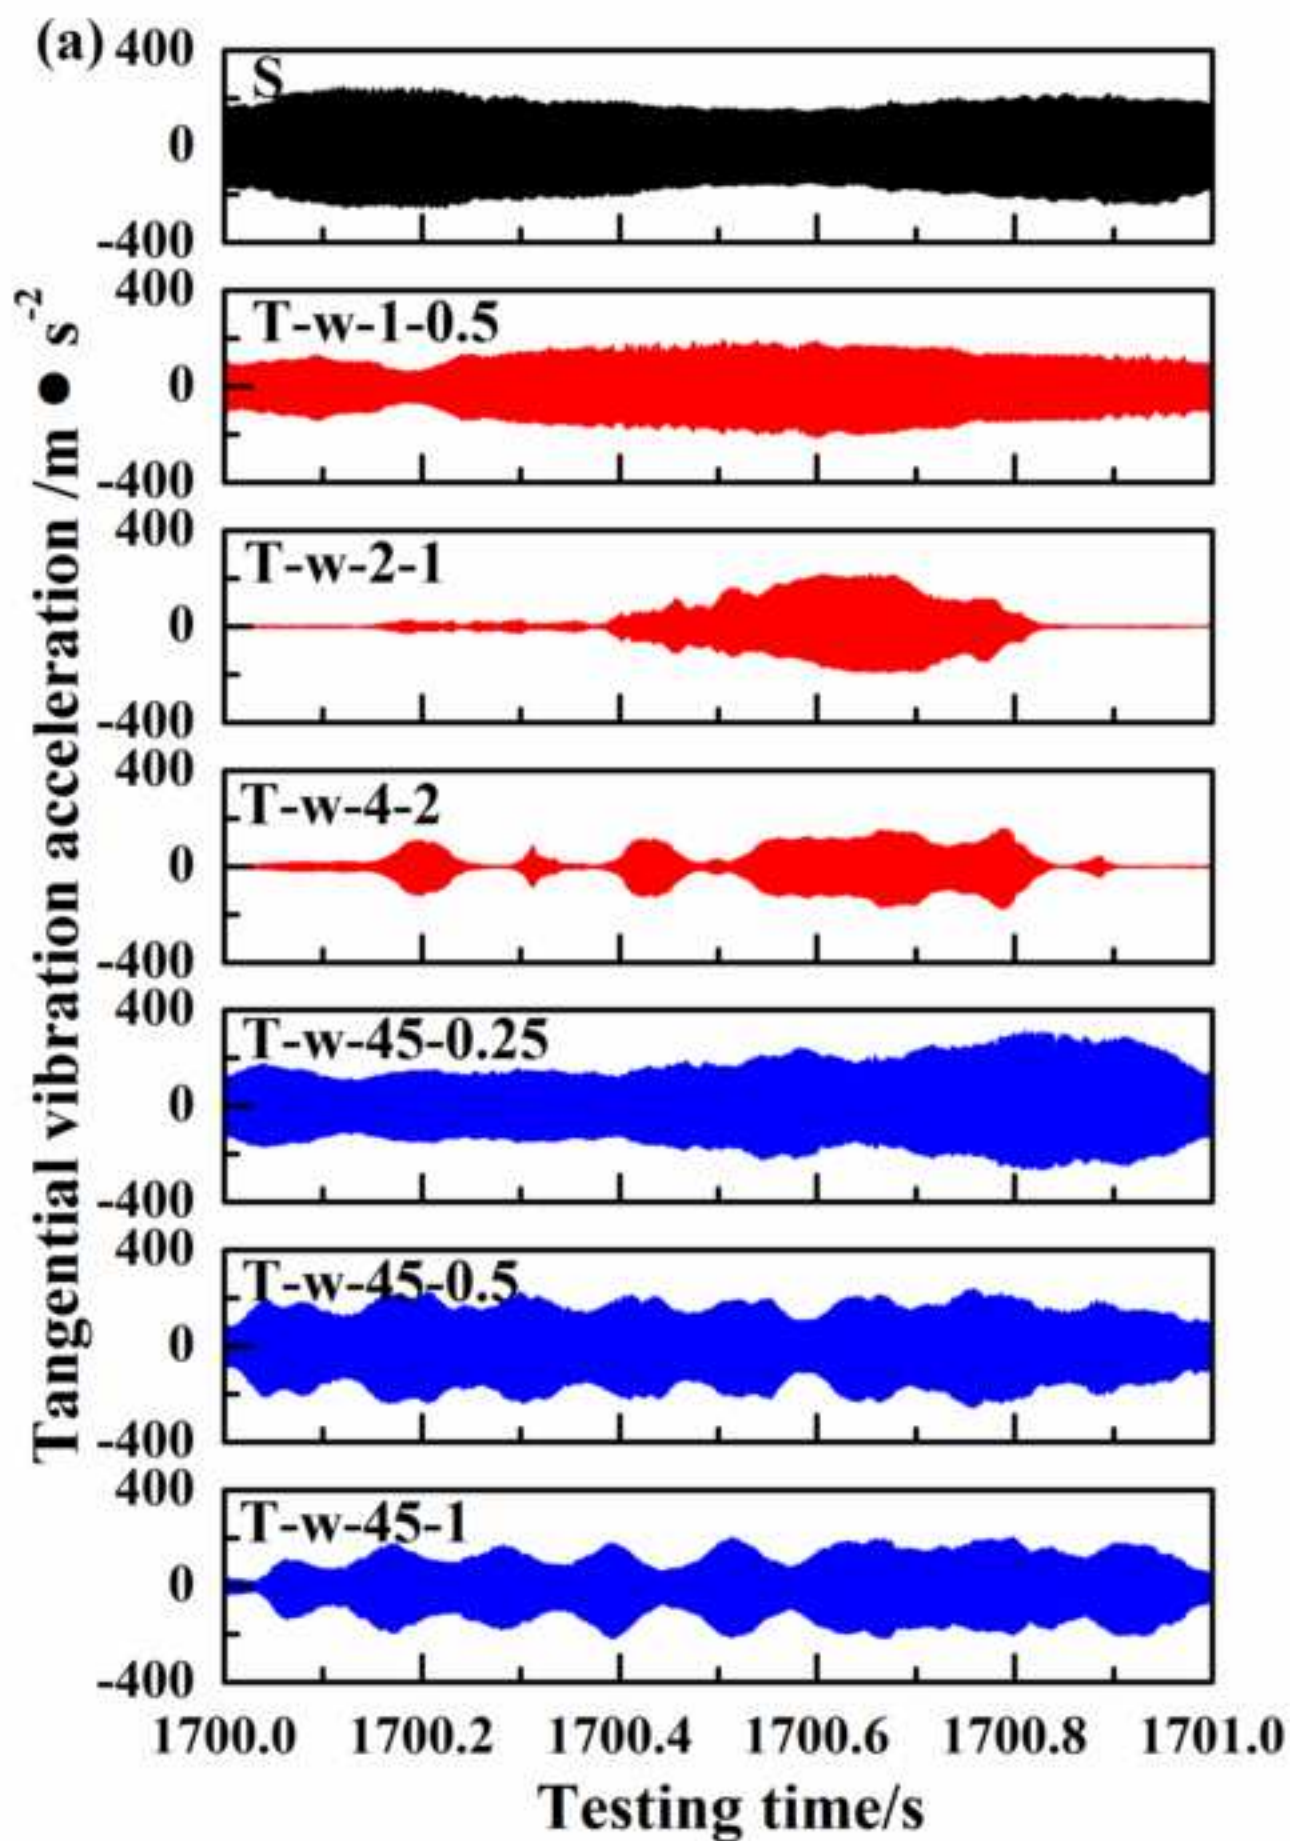 (a)
Tangential vibration acceleration /m ● s⁻²
400
S
0
-400
400
T-w-1-0.5
0
-400
400
T-w-2-1
0
-400
400
T-w-4-2
0
-400
400
T-w-45-0.25
0
-400
400
T-w-45-0.5
0
-400
400
T-w-45-1
0
-400
1700.0 1700.2 1700.4 1700.6 1700.8 1701.0
Testing time/s